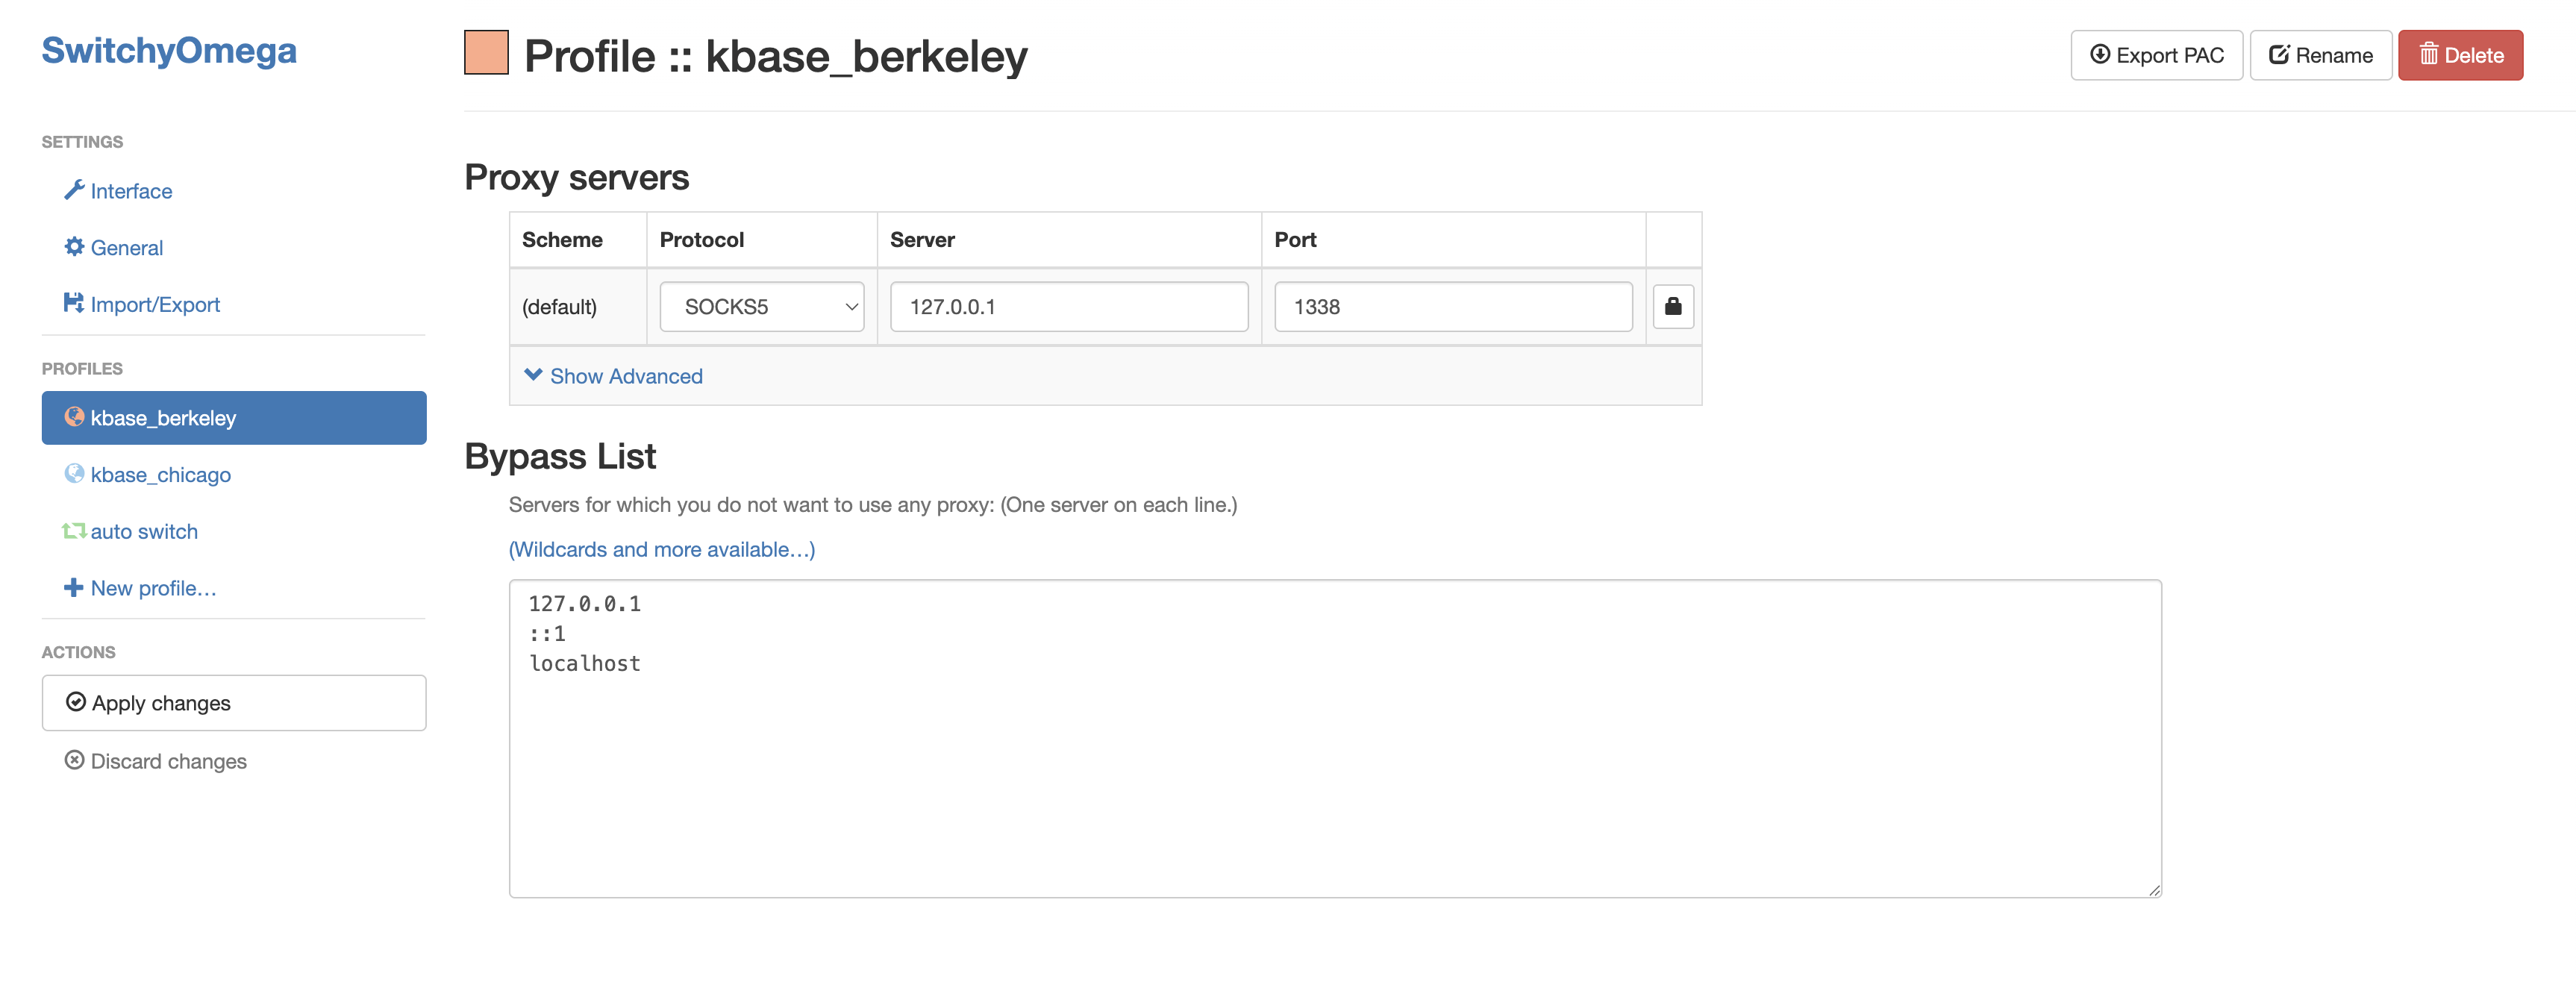 SwitchyOmega
SETTINGS
Interface
General
Import/Export
PROFILES
kbase_berkeley
kbase_chicago
auto switch
New profile…
ACTIONS
Apply changes
Discard changes
Profile :: kbase_berkeley
Export PAC
Rename
Delete
Proxy servers
Scheme Protocol Server Port
(default) SOCKS5 127.0.0.1 1338
Show Advanced
Bypass List
Servers for which you do not want to use any proxy: (One server on each line.)
(Wildcards and more available…)
127.0.0.1
::1
localhost